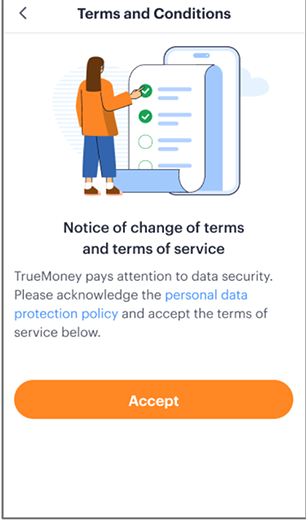 Terms and Conditions
Notice of change of terms
and terms of service
TrueMoney pays attention to data security.
Please acknowledge the personal data
protection policy and accept the terms of
service below.
Accept